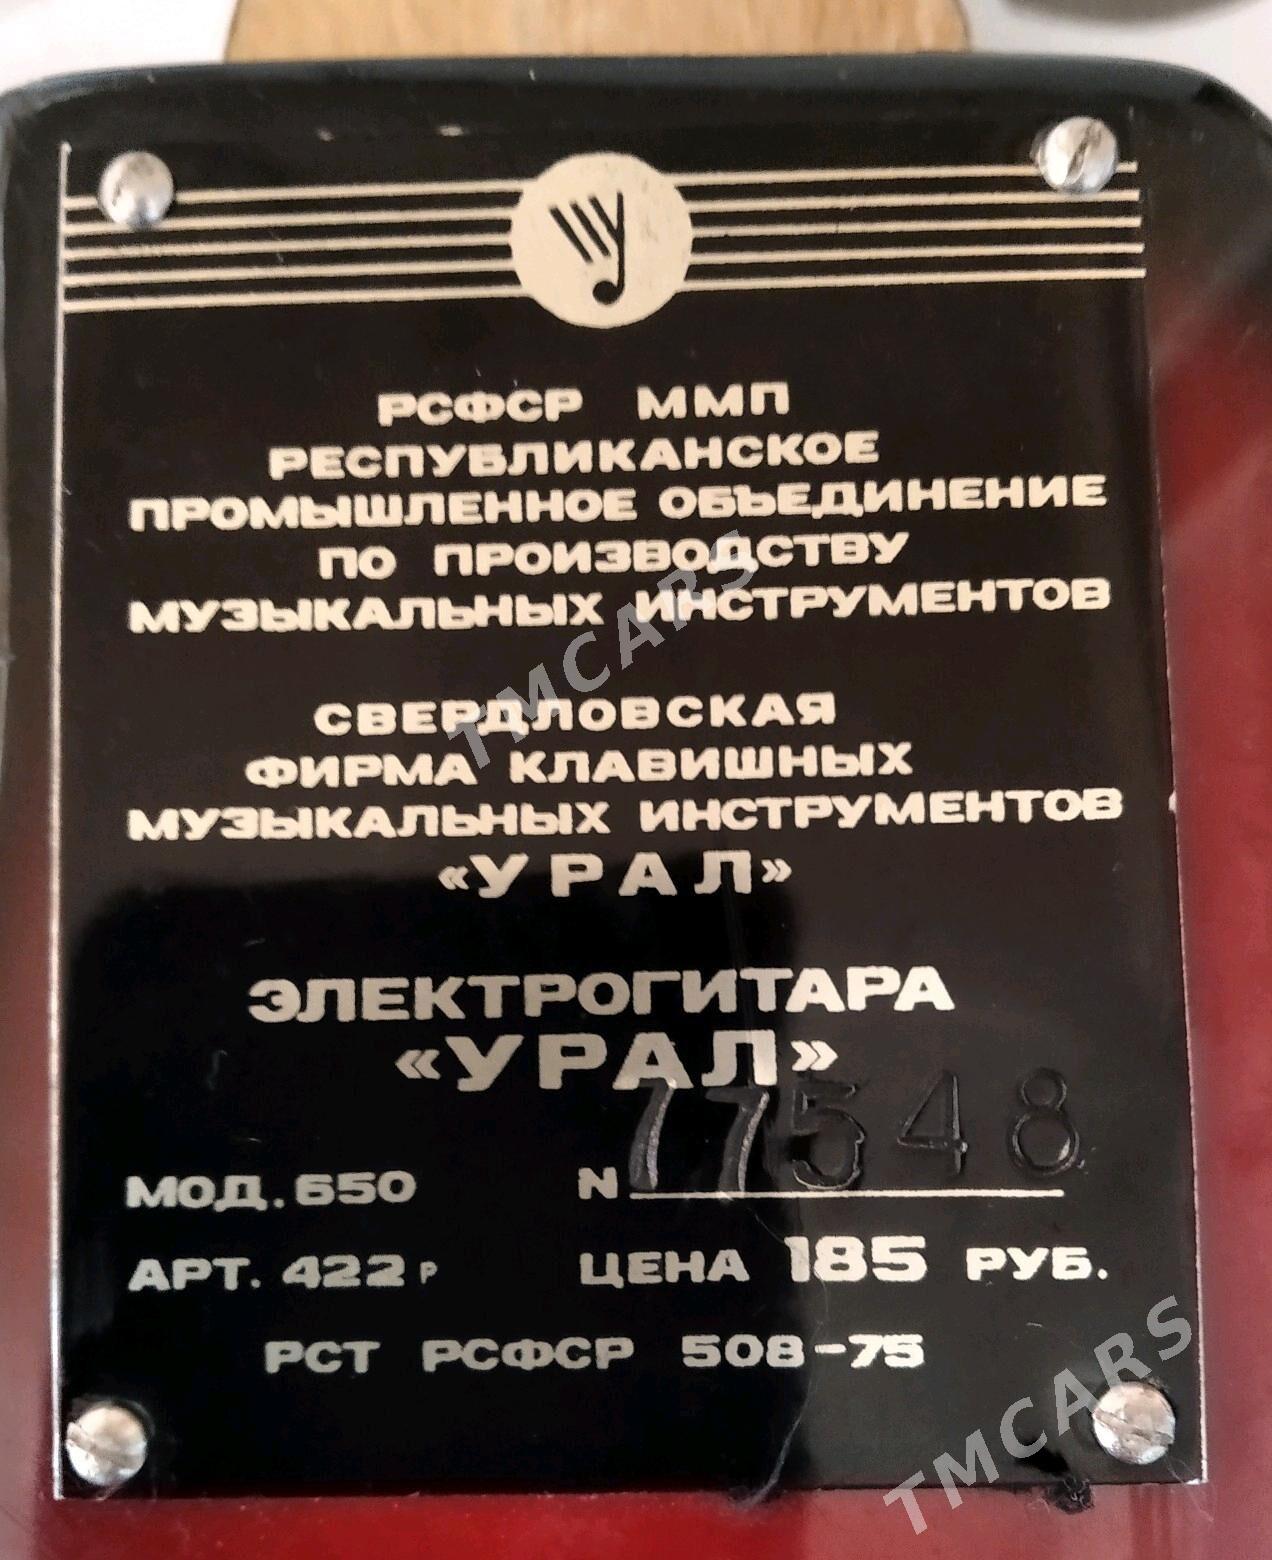 РСФСР ММП
РЕСПУБЛИКАНСКОЕ
ПРОМЫШЛЕННОЕ ОБЪЕДИНЕНИЕ
ПО ПРОИЗВОДСТВУ
МУЗЫКАЛЬНЫХ ИНСТРУМЕНТОВ
СВЕРДЛОВСКАЯ
ФИРМА КЛАВИШНЫХ
МУЗЫКАЛЬНЫХ ИНСТРУМЕНТОВ
«УРАЛ»
ЭЛЕКТРОГИТАРА
«УРАЛ»
МОД. 650 N 77548
АРТ. 422Р ЦЕНА 185 РУБ.
РСТ РСФСР 508-75
TMCARS
TMCARS